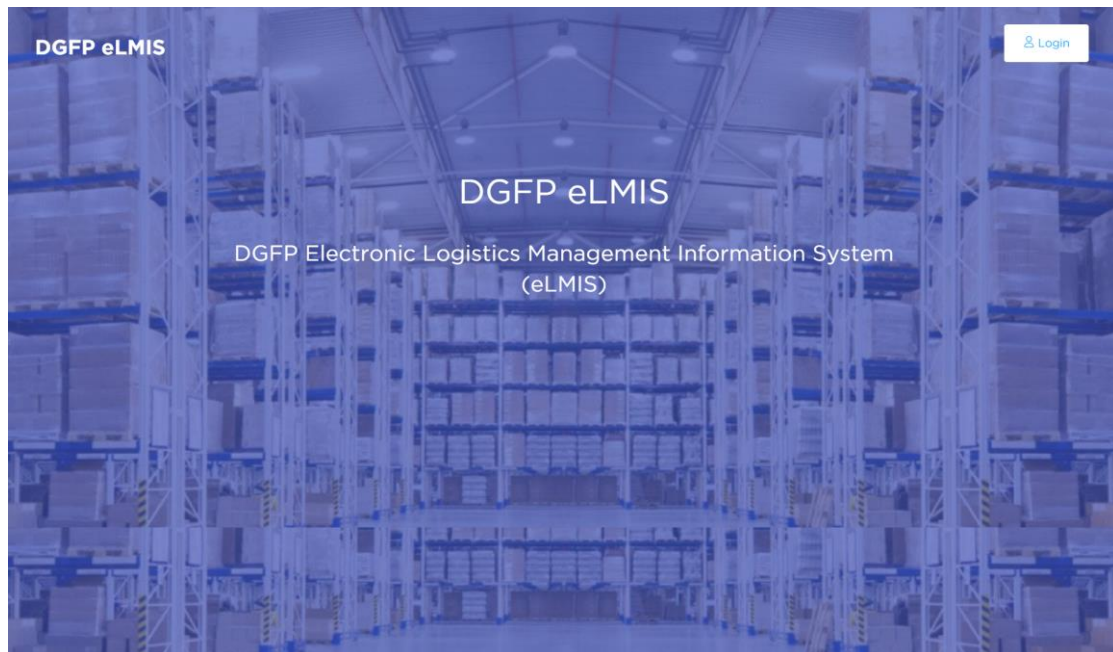 DGFP eLMIS
Login
DGFP eLMIS
DGFP Electronic Logistics Management Information System
(eLMIS)